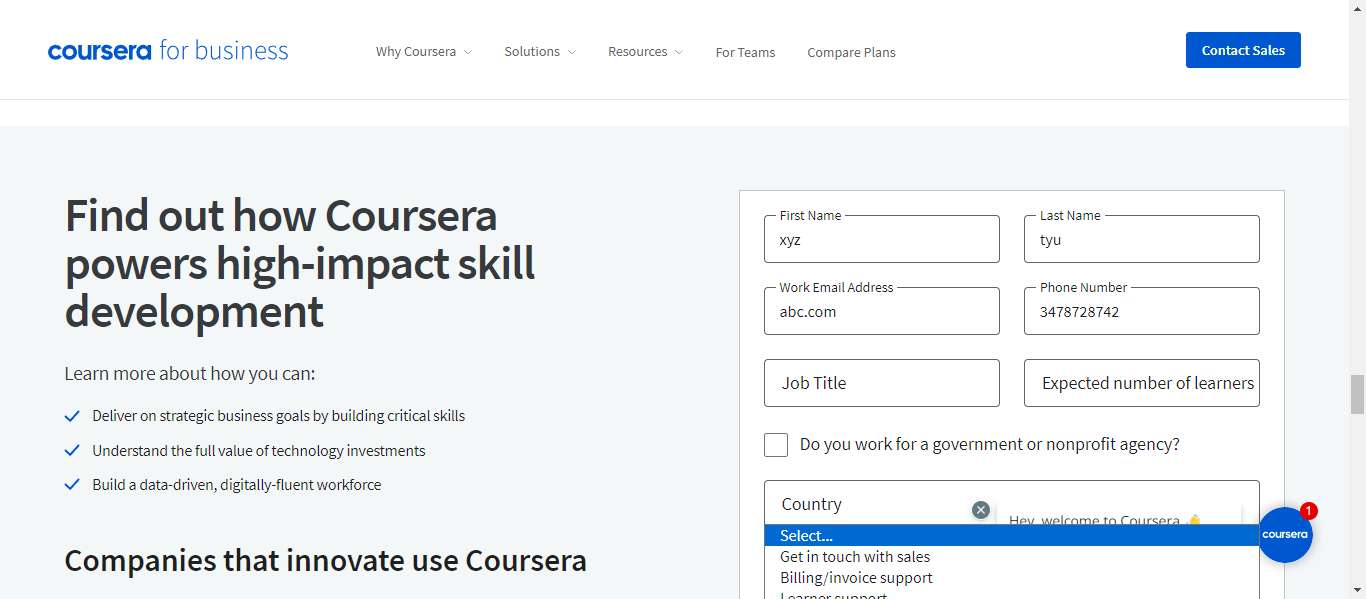 coursera for business
Why Coursera
Solutions
Resources
For Teams
Compare Plans
Contact Sales
Find out how Coursera
powers high-impact skill
development
Learn more about how you can:
Deliver on strategic business goals by building critical skills
Understand the full value of technology investments
Build a data-driven, digitally-fluent workforce
Companies that innovate use Coursera
First Name
xyz
Last Name
tyu
Work Email Address
abc.com
Phone Number
3478728742
Job Title
Expected number of learners
Do you work for a government or nonprofit agency?
Country
Hey, welcome to Coursera 👋
Select...
Get in touch with sales
Billing/invoice support
Learner support
1
coursera